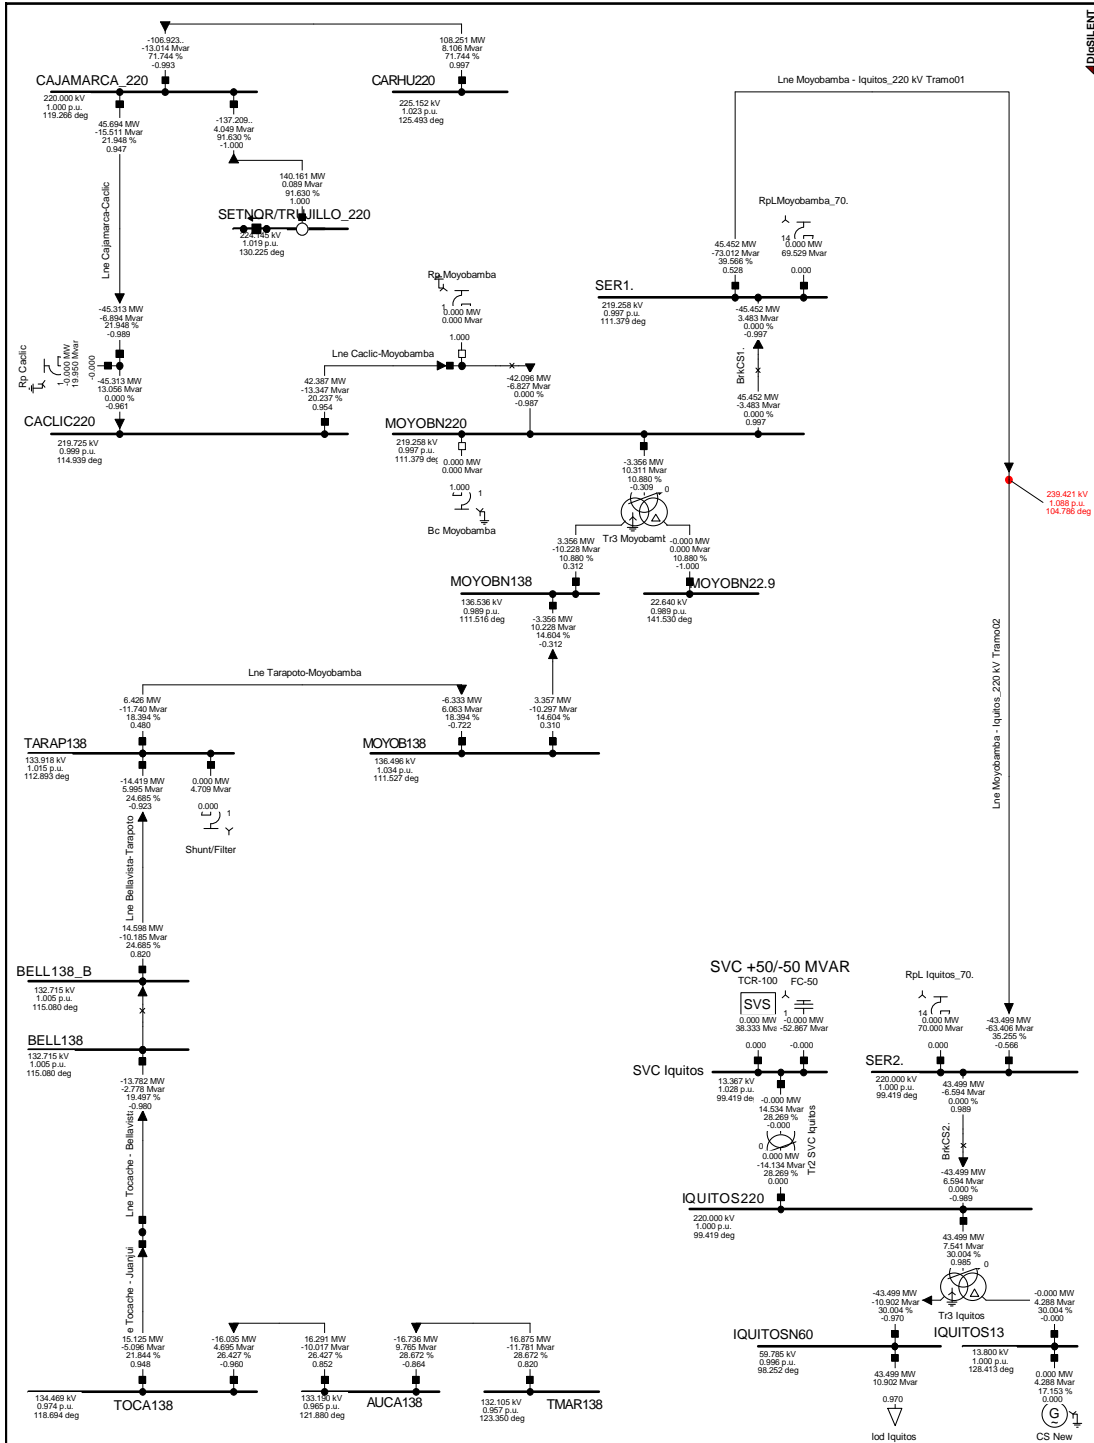 DIgSILENT
-106.923..
-13.014 Mvar
71.744 %
-0.993
108.251 MW
8.106 Mvar
71.744 %
0.997
CAJAMARCA_220
CARHU220
220.000 kV
1.000 p.u.
119.266 deg
225.152 kV
1.023 p.u.
125.493 deg
Lne Moyobamba - Iquitos_220 kV Tramo01
45.694 MW
-15.511 Mvar
21.948 %
0.947
-137.209..
4.049 Mvar
91.630 %
-1.000
140.161 MW
0.089 Mvar
91.630 %
1.000
Lne Cajamarca-Caclic
SETNOR/TRUJILLO_220
224.145 kV
1.019 p.u.
130.225 deg
RpLMoyobamba_70.
14
0.000 MW
69.529 Mvar
0.000
45.452 MW
-73.012 Mvar
39.566 %
0.528
SER1.
219.258 kV
0.997 p.u.
111.379 deg
Rp Moyobamba
1
0.000 MW
0.000 Mvar
1.000
-45.313 MW
-6.894 Mvar
21.948 %
-0.989
-45.452 MW
3.483 Mvar
0.000 %
-0.997
BrkCS1.
45.452 MW
-3.483 Mvar
0.000 %
0.997
Rp Caclic
1
-0.000 MW
19.950 Mvar
-0.000
Lne Caclic-Moyobamba
-45.313 MW
13.056 Mvar
0.000 %
-0.961
42.387 MW
-13.347 Mvar
20.237 %
0.954
-42.096 MW
-6.827 Mvar
0.000 %
-0.987
CACLIC220
219.725 kV
0.999 p.u.
114.939 deg
MOYOBN220
219.258 kV
0.997 p.u.
111.379 deg
0.000 MW
0.000 Mvar
1.000
1
Bc Moyobamba
-3.356 MW
10.311 Mvar
10.880 %
-0.309
0
Tr3 Moyobamt
239.421 kV
1.088 p.u.
104.786 deg
3.356 MW
-10.228 Mvar
10.880 %
0.312
-0.000 MW
0.000 Mvar
10.880 %
-1.000
MOYOBN138
136.536 kV
0.989 p.u.
111.516 deg
MOYOBN22.9
22.640 kV
0.989 p.u.
141.530 deg
-3.356 MW
10.228 Mvar
14.604 %
-0.312
Lne Moyobamba - Iquitos_220 kV Tramo02
Lne Tarapoto-Moyobamba
6.426 MW
-11.740 Mvar
18.394 %
0.480
-6.333 MW
6.063 Mvar
18.394 %
-0.722
3.357 MW
-10.297 Mvar
14.604 %
0.310
TARAP138
133.918 kV
1.015 p.u.
112.893 deg
MOYOB138
136.496 kV
1.034 p.u.
111.527 deg
-14.419 MW
5.995 Mvar
24.685 %
-0.923
0.000 MW
4.709 Mvar
0.000
1
Shunt/Filter
Lne Bellavista-Tarapoto
14.598 MW
-10.185 Mvar
24.685 %
0.820
BELL138_B
132.715 kV
1.005 p.u.
115.080 deg
BELL138
132.715 kV
1.005 p.u.
115.080 deg
-13.782 MW
-2.778 Mvar
19.497 %
-0.980
Lne Tocache - Bellavista
SVC +50/-50 MVAR
TCR-100
FC-50
SVS
1
0.000 MW
38.333 Mva
-0.000 MW
-52.867 Mvar
0.000
-0.000
RpL Iquitos_70.
14
0.000 MW
70.000 Mvar
0.000
-43.499 MW
-63.406 Mvar
35.255 %
-0.566
SVC Iquitos
13.367 kV
1.028 p.u.
99.419 deg
SER2.
220.000 kV
1.000 p.u.
99.419 deg
-0.000 MW
14.534 Mvar
28.269 %
-0.000
0
Tr2 SVC Iquitos
0.000 MW
-14.134 Mvar
28.269 %
0.000
43.499 MW
-6.594 Mvar
0.000 %
0.989
BrkCS2.
-43.499 MW
6.594 Mvar
0.000 %
-0.989
IQUITOS220
220.000 kV
1.000 p.u.
99.419 deg
43.499 MW
7.541 Mvar
30.004 %
0.985
0
Tr3 Iquitos
e Tocache - Juanjui
-43.499 MW
-10.902 Mvar
30.004 %
-0.970
-0.000 MW
4.288 Mvar
30.004 %
-0.000
IQUITOSN60
59.785 kV
0.996 p.u.
98.252 deg
IQUITOS13
13.800 kV
1.000 p.u.
128.413 deg
15.125 MW
-5.096 Mvar
21.844 %
0.948
-16.035 MW
4.695 Mvar
26.427 %
-0.960
16.291 MW
-10.017 Mvar
26.427 %
0.852
-16.736 MW
9.765 Mvar
28.672 %
-0.864
16.875 MW
-11.781 Mvar
28.672 %
0.820
134.469 kV
0.974 p.u.
118.694 deg
TOCA138
133.190 kV
0.965 p.u.
121.880 deg
AUCA138
132.105 kV
0.957 p.u.
123.350 deg
TMAR138
43.499 MW
10.902 Mvar
0.970
lod Iquitos
0.000 MW
4.288 Mvar
17.153 %
0.000
G
~
CS New